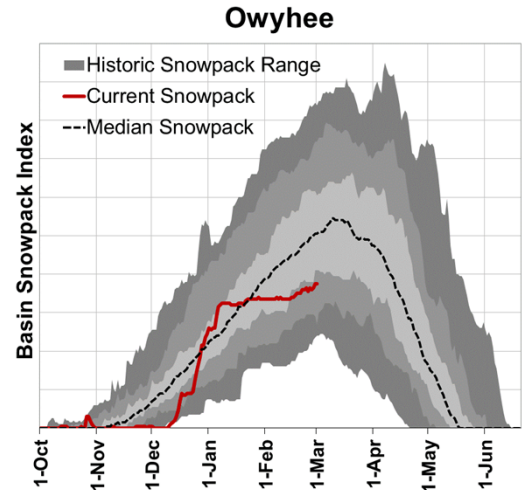 Owyhee
Historic Snowpack Range
Current Snowpack
Median Snowpack
Basin Snowpack Index
1-Oct
1-Nov
1-Dec
1-Jan
1-Feb
1-Mar
1-Apr
1-May
1-Jun